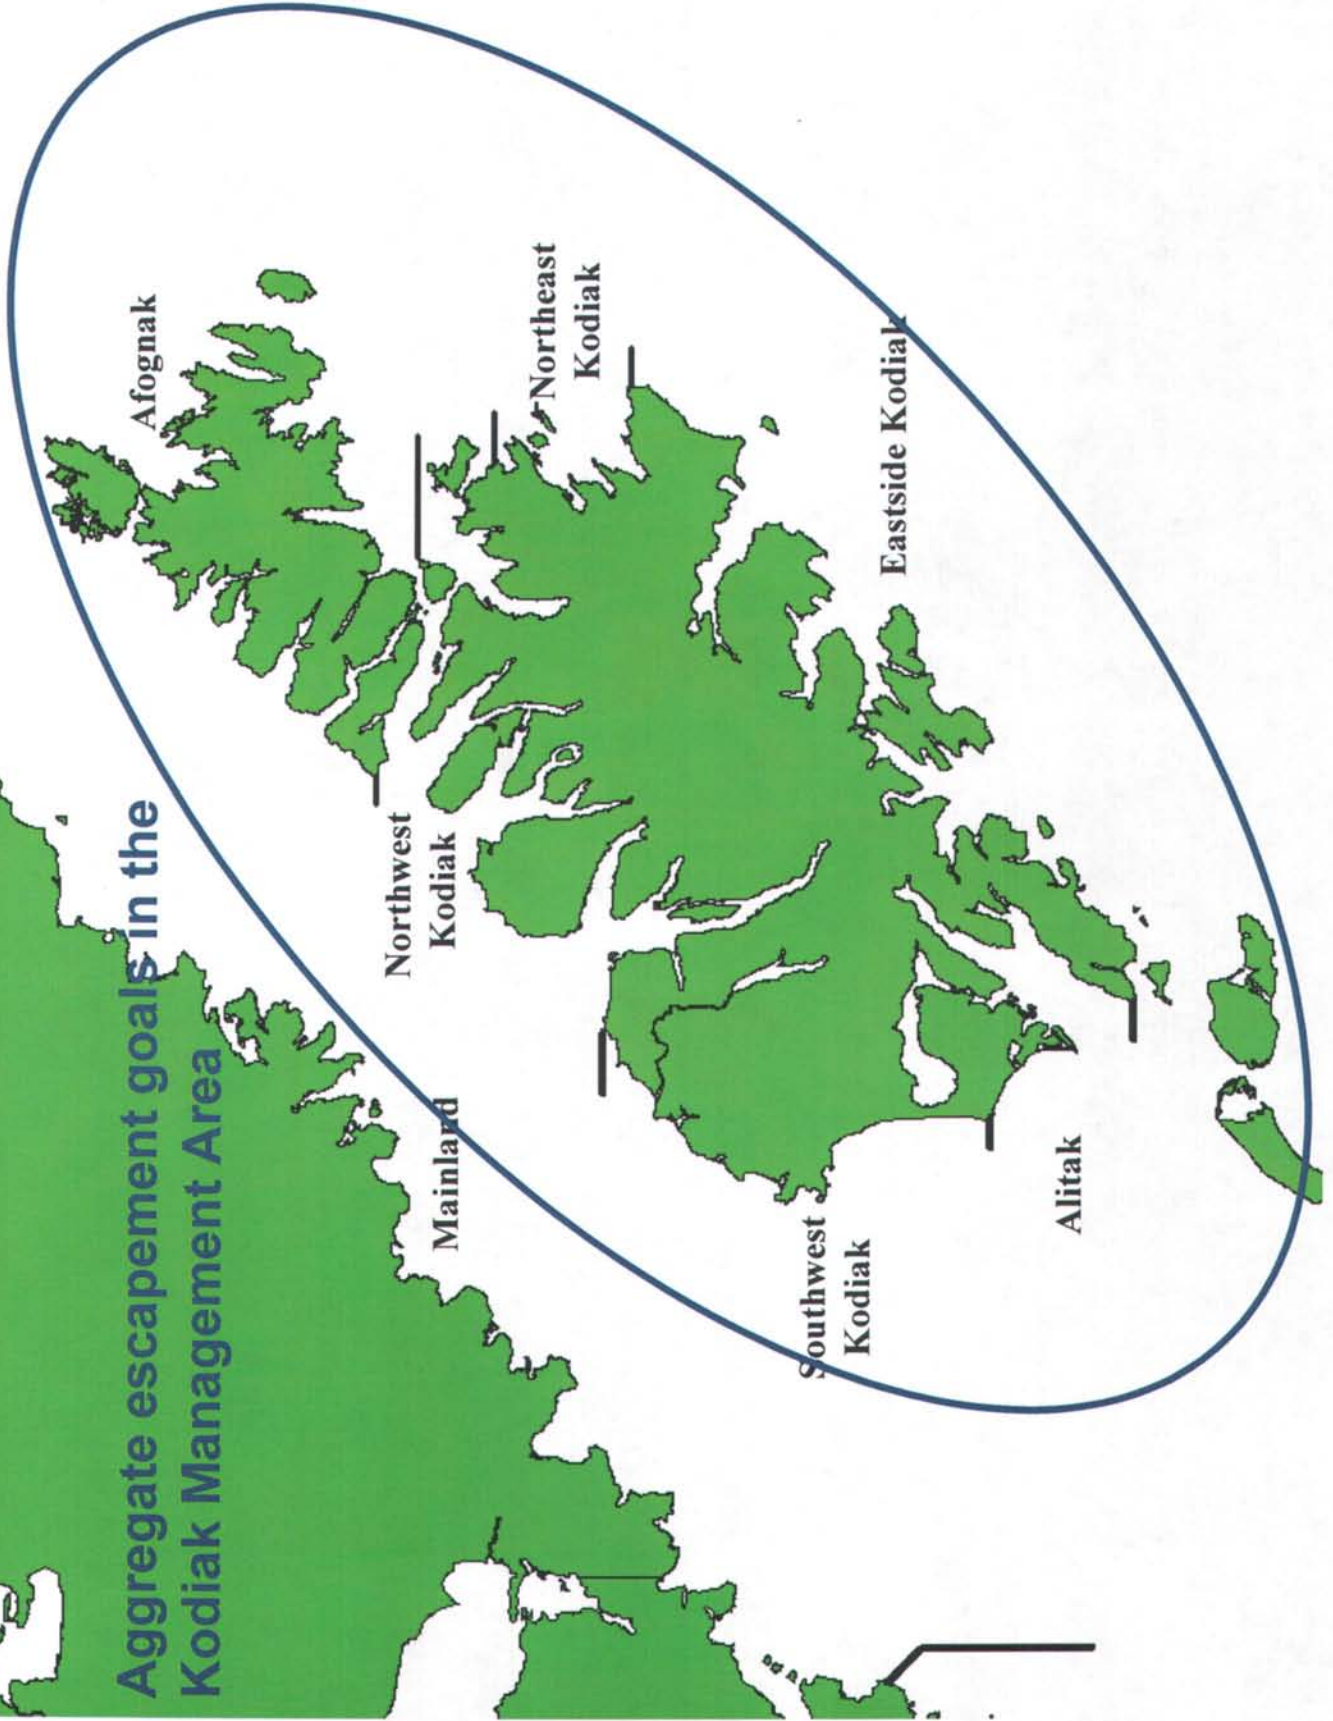 Aggregate escapement goals in the
Kodiak Management Area
Afognak
Northwest
Kodiak
Northeast
Kodiak
Mainland
Eastside Kodiak
Southwest
Kodiak
Alitak